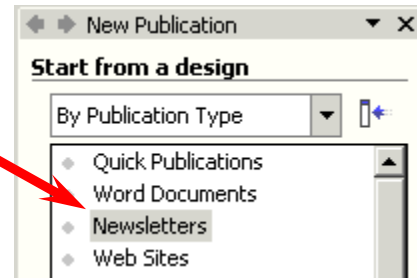 New Publication
Start from a design
By Publication Type
Quick Publications
Word Documents
Newsletters
Web Sites